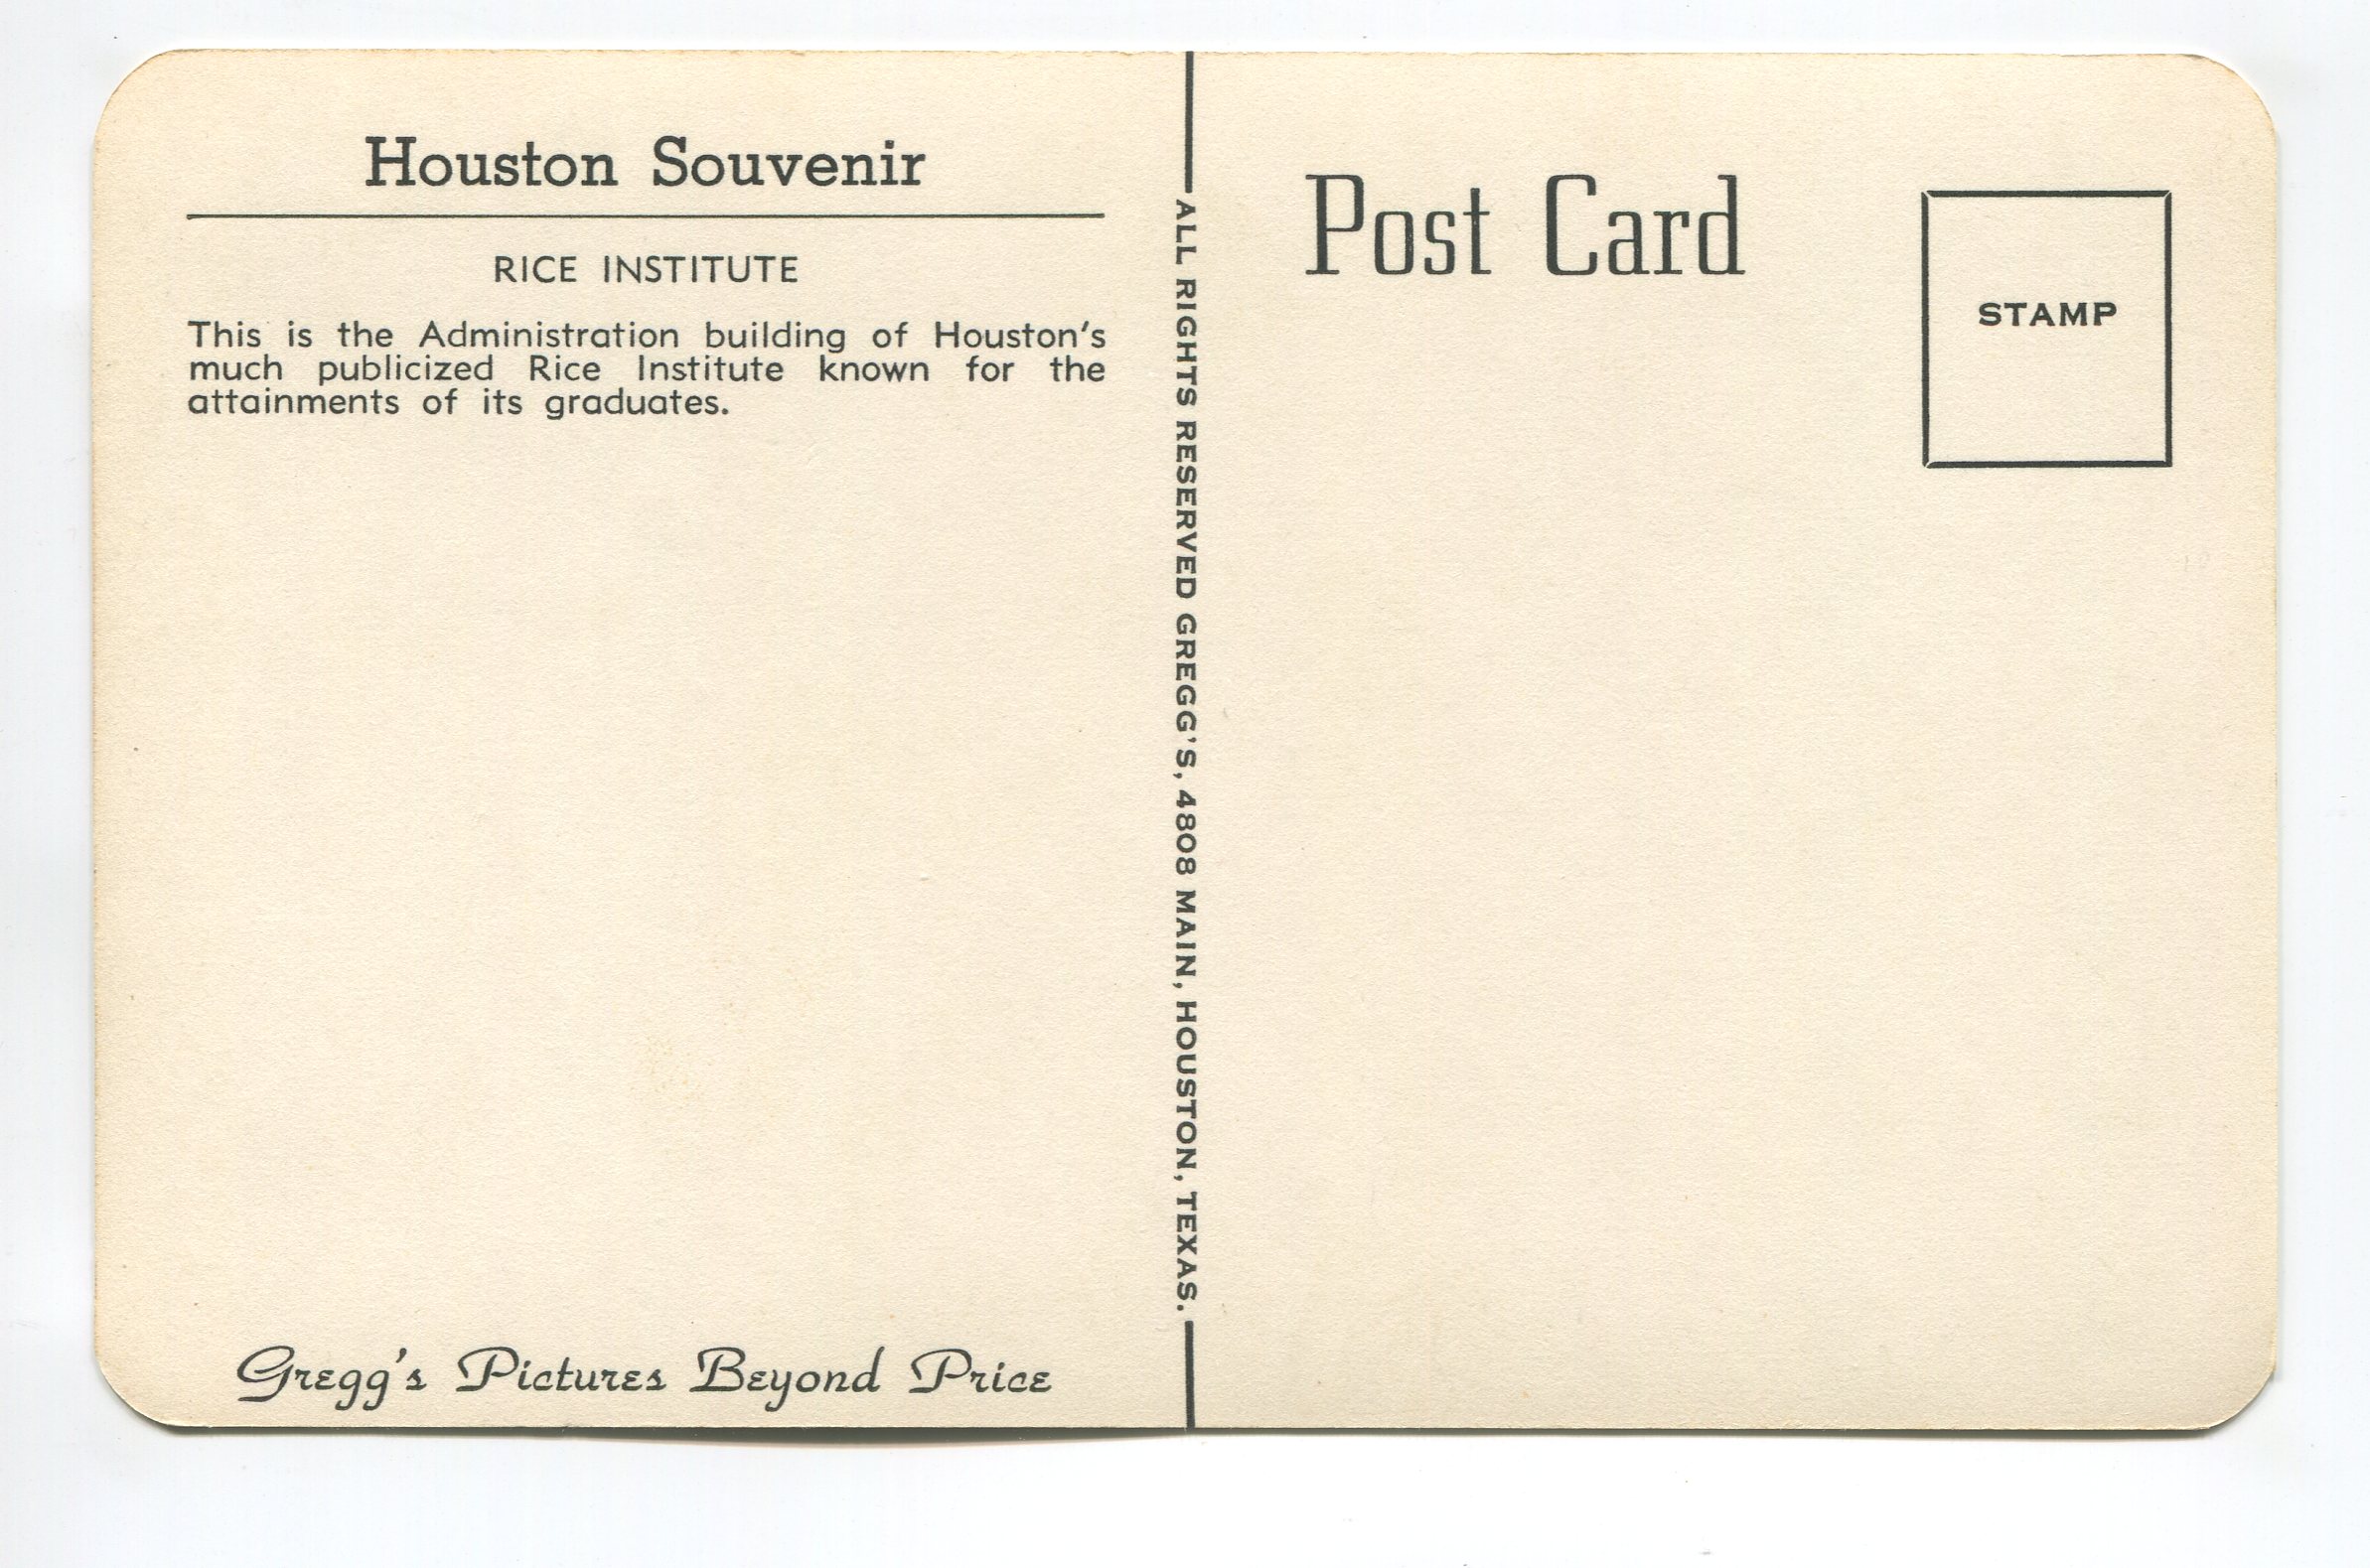 Houston Souvenir
RICE INSTITUTE
This is the Administration building of Houston's
much publicized Rice Institute known for the
attainments of its graduates.
Gregg's Pictures Beyond Price
ALL RIGHTS RESERVED GREGG'S, 4808 MAIN, HOUSTON, TEXAS.
Post Card
STAMP